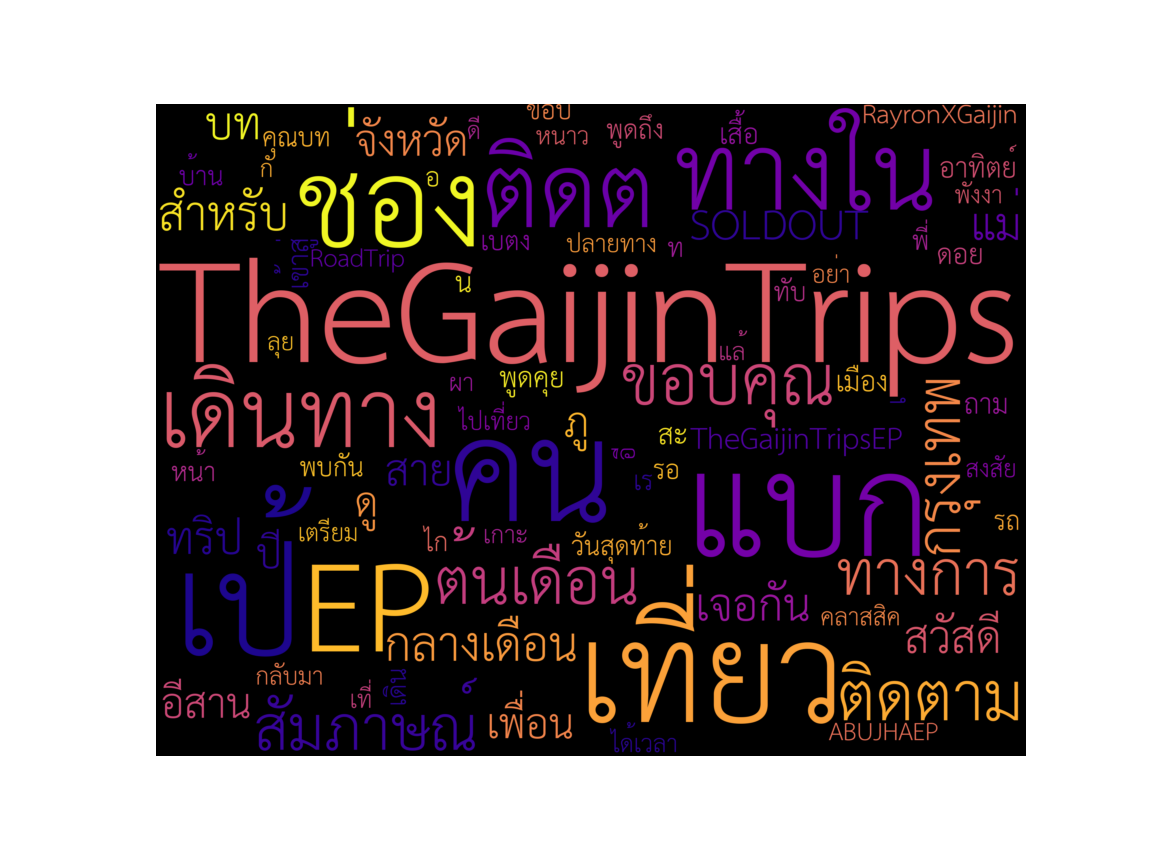 ขอบ
RayronXGaijin
บท
คุณบท
จังหวัด
ดี
หนาว
พูดถึง
เสื้อ
ทางใน
อาทิตย์
บ้าน
กั
ช่อง
อ
ติดต
พังงา
สำหรับ
SOLDOUT
แม่
เบตง
ปลายทาง
ท
พี่
ดอย
RoadTrip
TheGaijinTrips
น
อย่า
ทับ
ลุย
แล้
เดินทาง
ผา
พูดคุย
ขอบคุณ
เมือง
กรุงเทพ
ไปเที่ยว
ภู
สะ
TheGaijinTripsEP
ถาม
หน้า
พบกัน
สาย
คน
รอ
เร
แบก
สงสัย
ดู
ทริป
ปี
เตรียม
ไก
เกาะ
วันสุดท้าย
รถ
เป้
EP
ต้นเดือน
ทางการ
เจอกัน
คลาสสิค
กลางเดือน
เที่ยว
สวัสดี
กลับมา
อีสาน
เที่
เดิน
ติดตาม
สัมภาษณ์
เพื่อน
ได้เวลา
ABUJHAEP